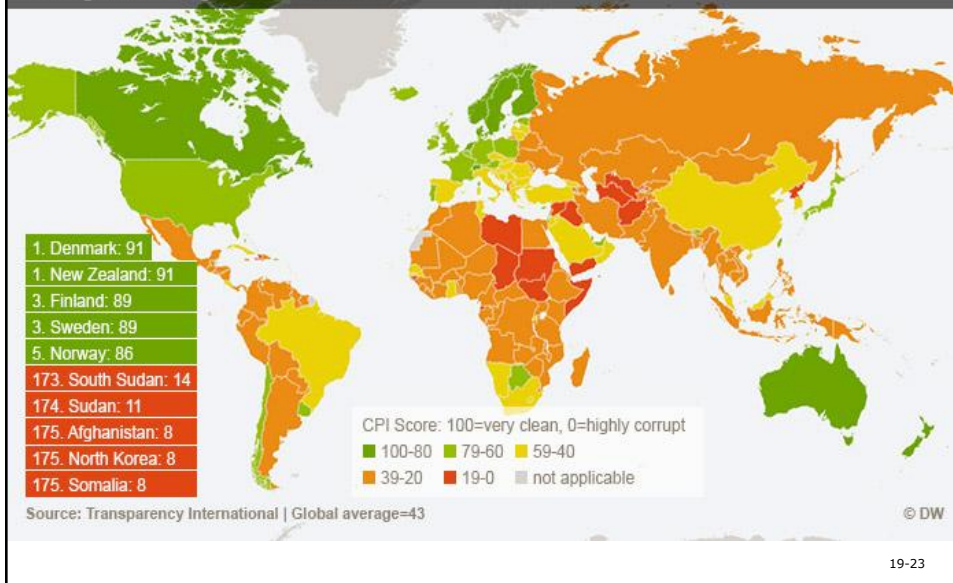 1. Denmark: 91
1. New Zealand: 91
3. Finland: 89
3. Sweden: 89
5. Norway: 86
173. South Sudan: 14
174. Sudan: 11
175. Afghanistan: 8
175. North Korea: 8
175. Somalia: 8
CPI Score: 100=very clean, 0=highly corrupt
100-80 79-60 59-40
39-20 19-0 not applicable
Source: Transparency International | Global average=43 © DW
19-23